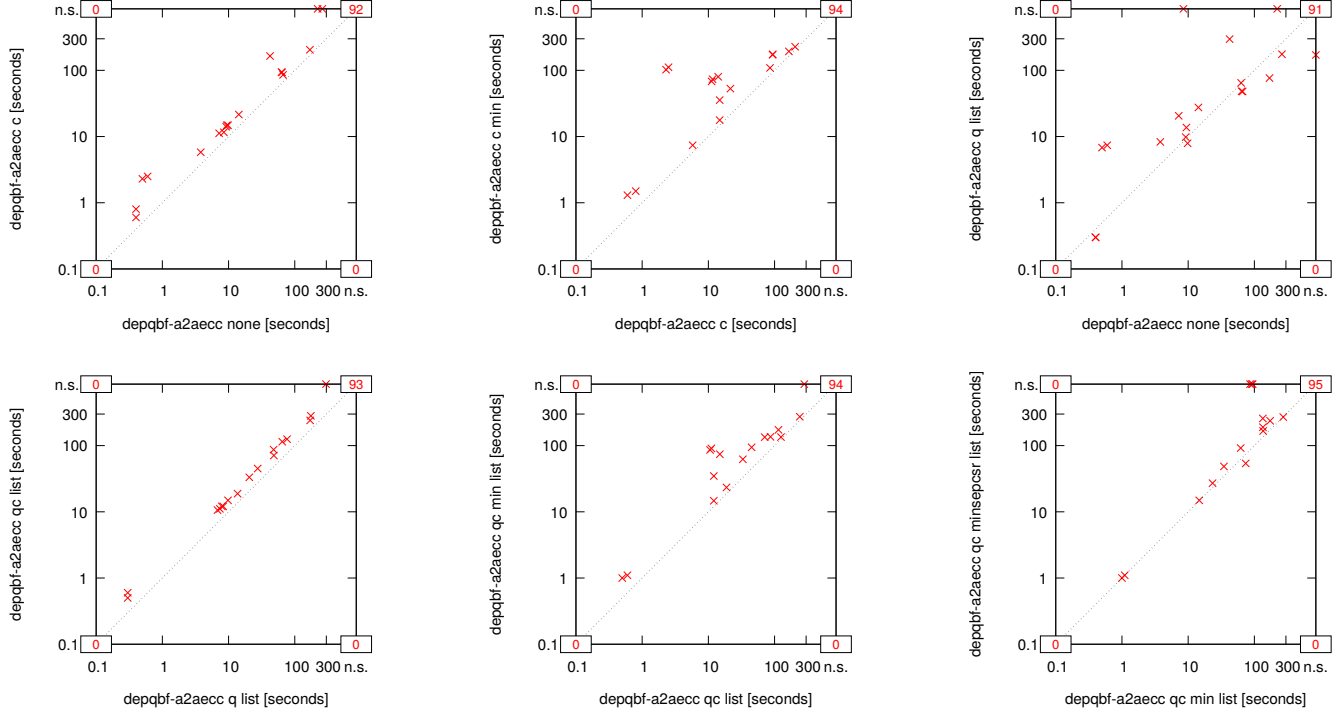 n.s. 0 92
300
100
10
1
0.1 0 0
0.1 1 10 100 300 n.s.
depqbf-a2aecc c [seconds]
depqbf-a2aecc none [seconds]
n.s. 0 94
300
100
10
1
0.1 0 0
0.1 1 10 100 300 n.s.
depqbf-a2aecc c min [seconds]
depqbf-a2aecc c [seconds]
n.s. 0 91
300
100
10
1
0.1 0 0
0.1 1 10 100 300 n.s.
depqbf-a2aecc q list [seconds]
depqbf-a2aecc none [seconds]
n.s. 0 93
300
100
10
1
0.1 0 0
0.1 1 10 100 300 n.s.
depqbf-a2aecc qc list [seconds]
depqbf-a2aecc q list [seconds]
n.s. 0 94
300
100
10
1
0.1 0 0
0.1 1 10 100 300 n.s.
depqbf-a2aecc qc min list [seconds]
depqbf-a2aecc qc list [seconds]
n.s. 0 95
300
100
10
1
0.1 0 0
0.1 1 10 100 300 n.s.
depqbf-a2aecc qc minsepcsr list [seconds]
depqbf-a2aecc qc min list [seconds]